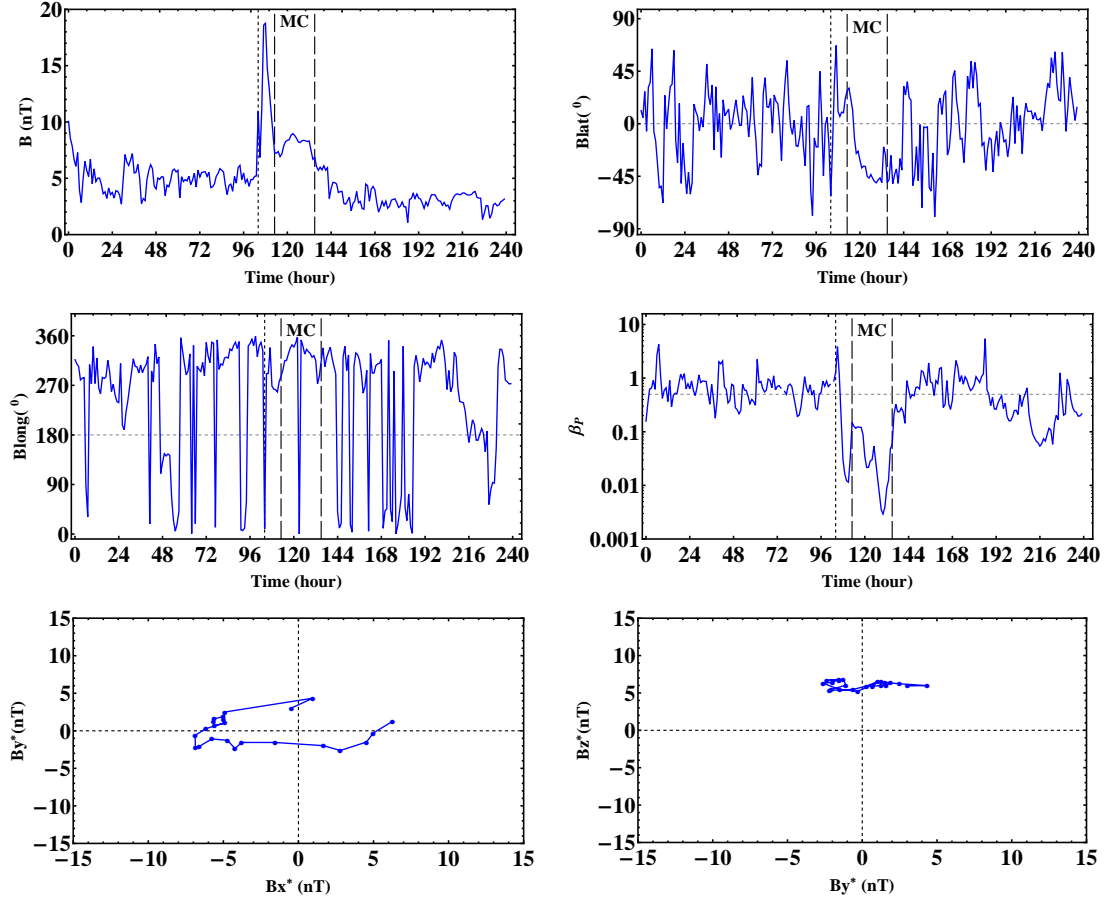 MC
B (nT)
20
15
10
5
0
0 24 48 72 96 120 144 168 192 216 240
Time (hour)
MC
Blat( 0 )
90
45
0
−45
−90
0 24 48 72 96 120 144 168 192 216 240
Time (hour)
MC
Blong( 0 )
360
270
180
90
0
0 24 48 72 96 120 144 168 192 216 240
Time (hour)
MC
βP
10
1
0.1
0.01
0.001
0 24 48 72 96 120 144 168 192 216 240
Time (hour)
By* (nT)
15
10
5
0
−5
−10
−15
−15 −10 −5 0 5 10 15
Bx* (nT)
Bz* (nT)
15
10
5
0
−5
−10
−15
−15 −10 −5 0 5 10 15
By* (nT)